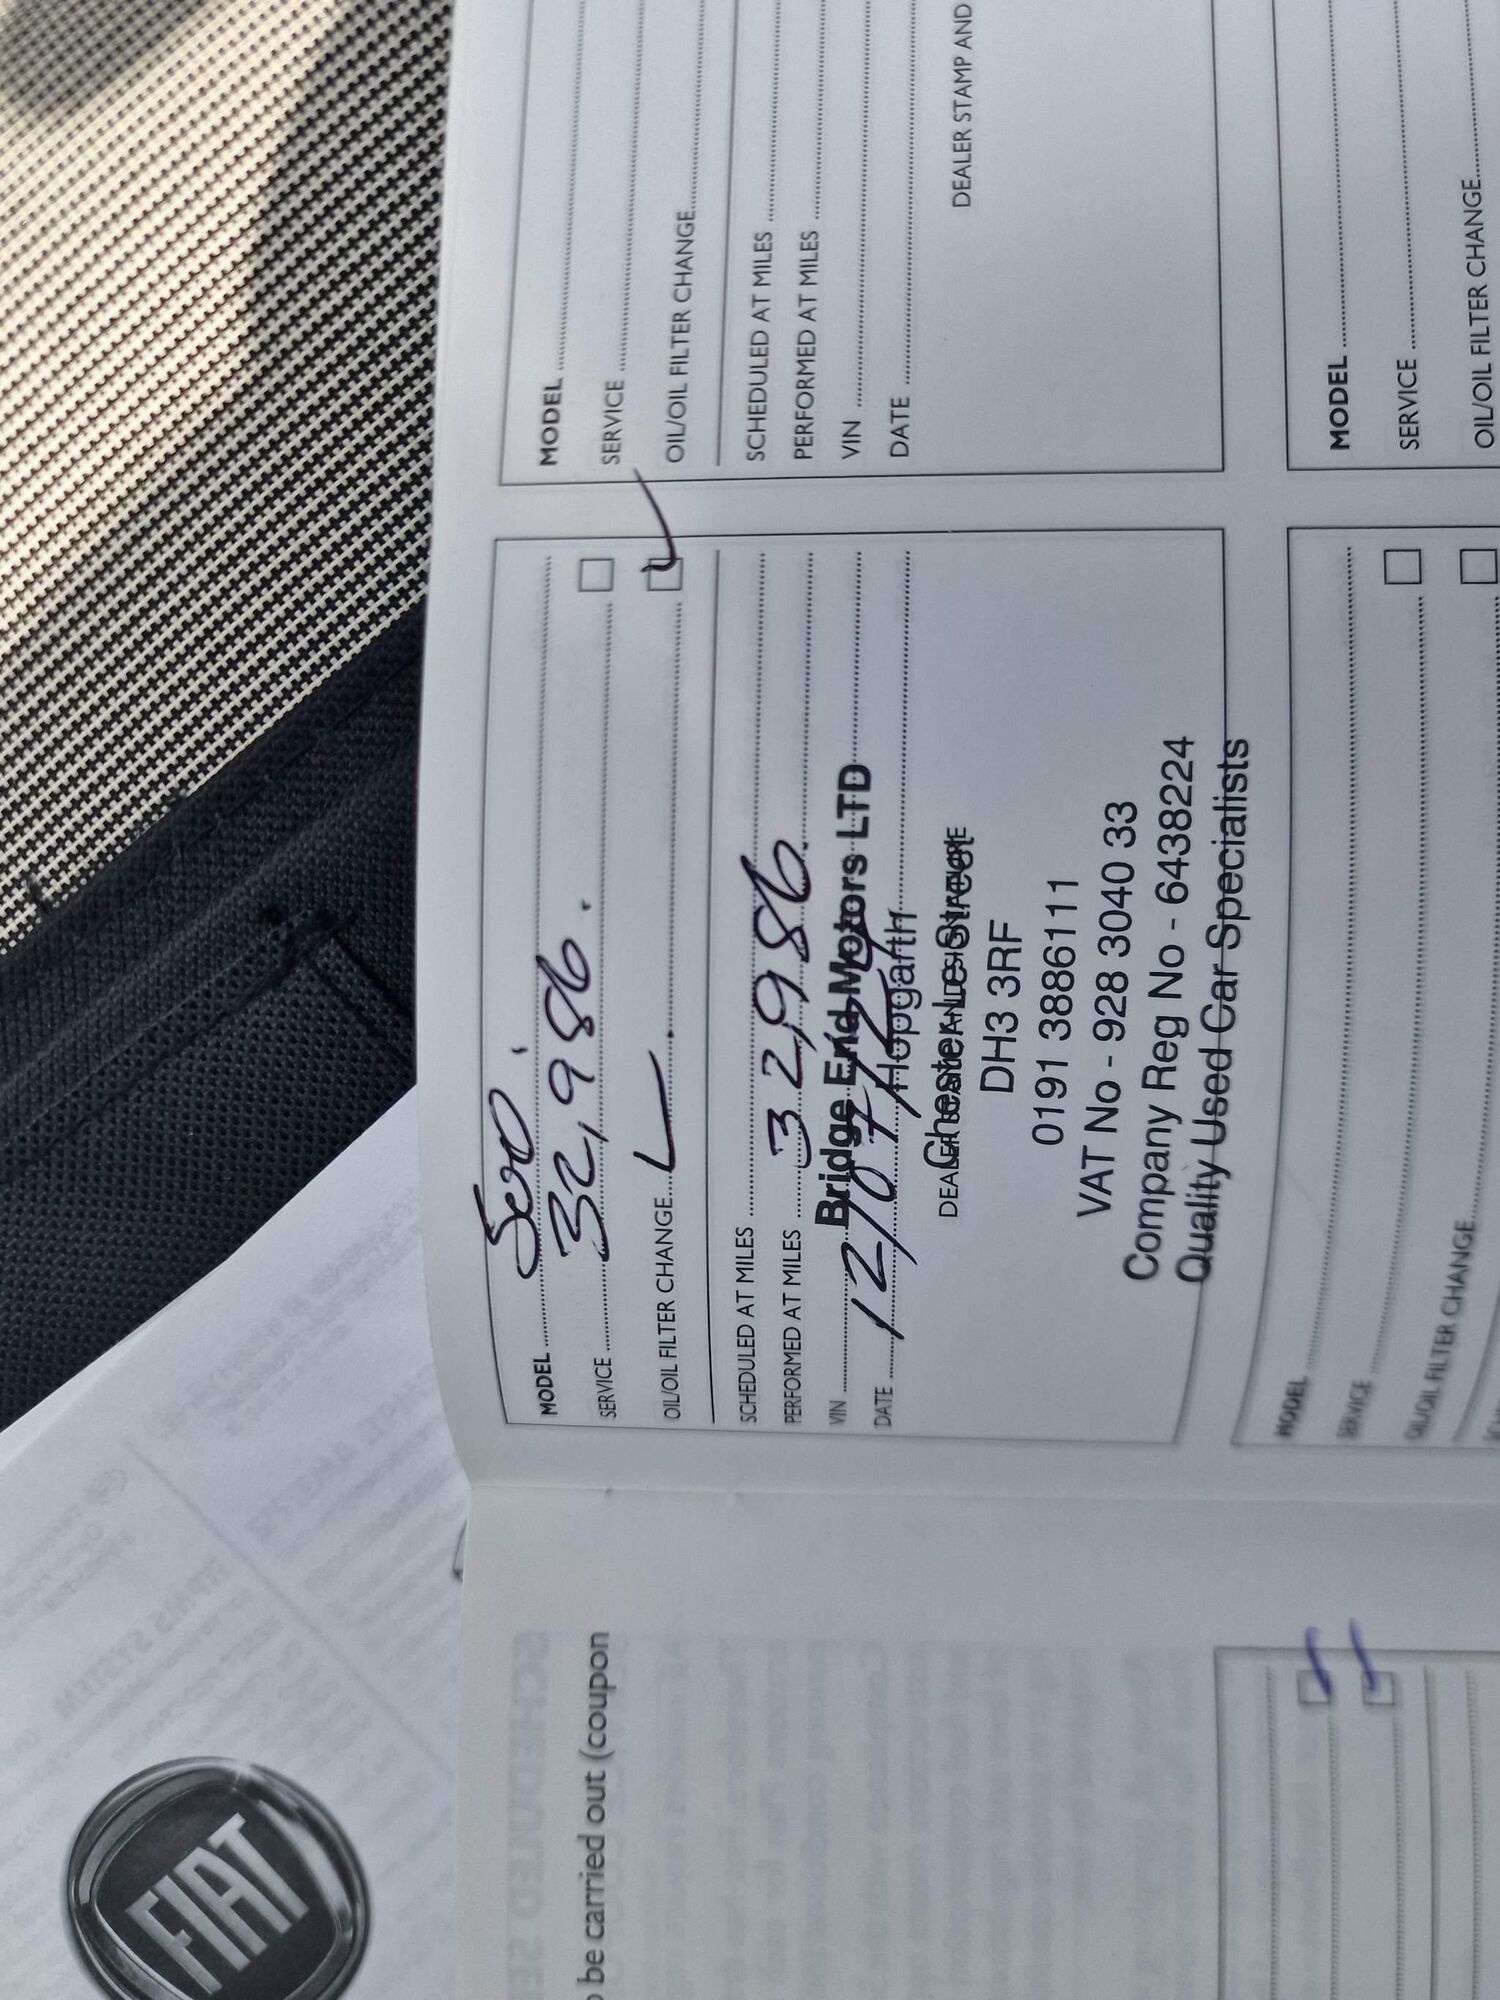 MODEL 500
SERVICE 32,986.
OIL/OIL FILTER CHANGE
SCHEDULED AT MILES
PERFORMED AT MILES 32,986.
VIN
DATE 12/07/24
Bridge End Motors LTD
Hopgarth
Chester Le Street
DEALER STAMP AND SIGNATURE
DH3 3RF
0191 3886111
VAT No - 928 3040 33
Company Reg No - 6438224
Quality Used Car Specialists
MODEL
SERVICE
OIL/OIL FILTER CHANGE
SCHEDULED AT MILES
PERFORMED AT MILES
VIN
DATE
DEALER STAMP AND
MODEL
SERVICE
OIL/OIL FILTER CHANGE
MODEL
SERVICE
OIL/OIL FILTER CHANGE
be carried out (coupon
FIAT